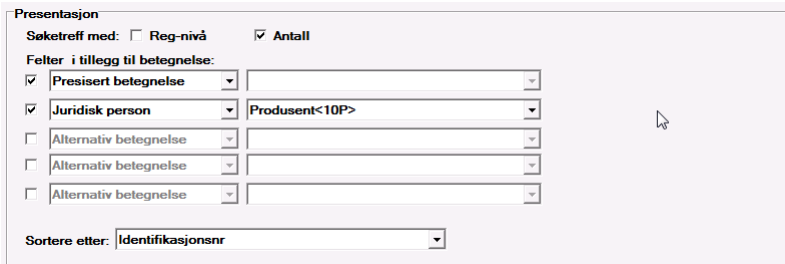 Presentasjon
Søketreff med: Reg-nivå Antall
Felter i tillegg til betegnelse:
Presisert betegnelse
Juridisk person Produsent<10P>
Alternativ betegnelse
Alternativ betegnelse
Alternativ betegnelse
Sortere etter: Identifikasjonsnr